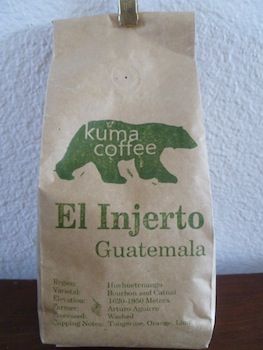 kuma
coffee
El Injerto
Guatemala
Region: Huehuetenango
Varietal: Bourbon and Catuai
Elevation: 1620-1950 Meters
Farmer: Arturo Aguirre
Processed: Washed
Cupping Notes: Tangerine, Orange, Lime